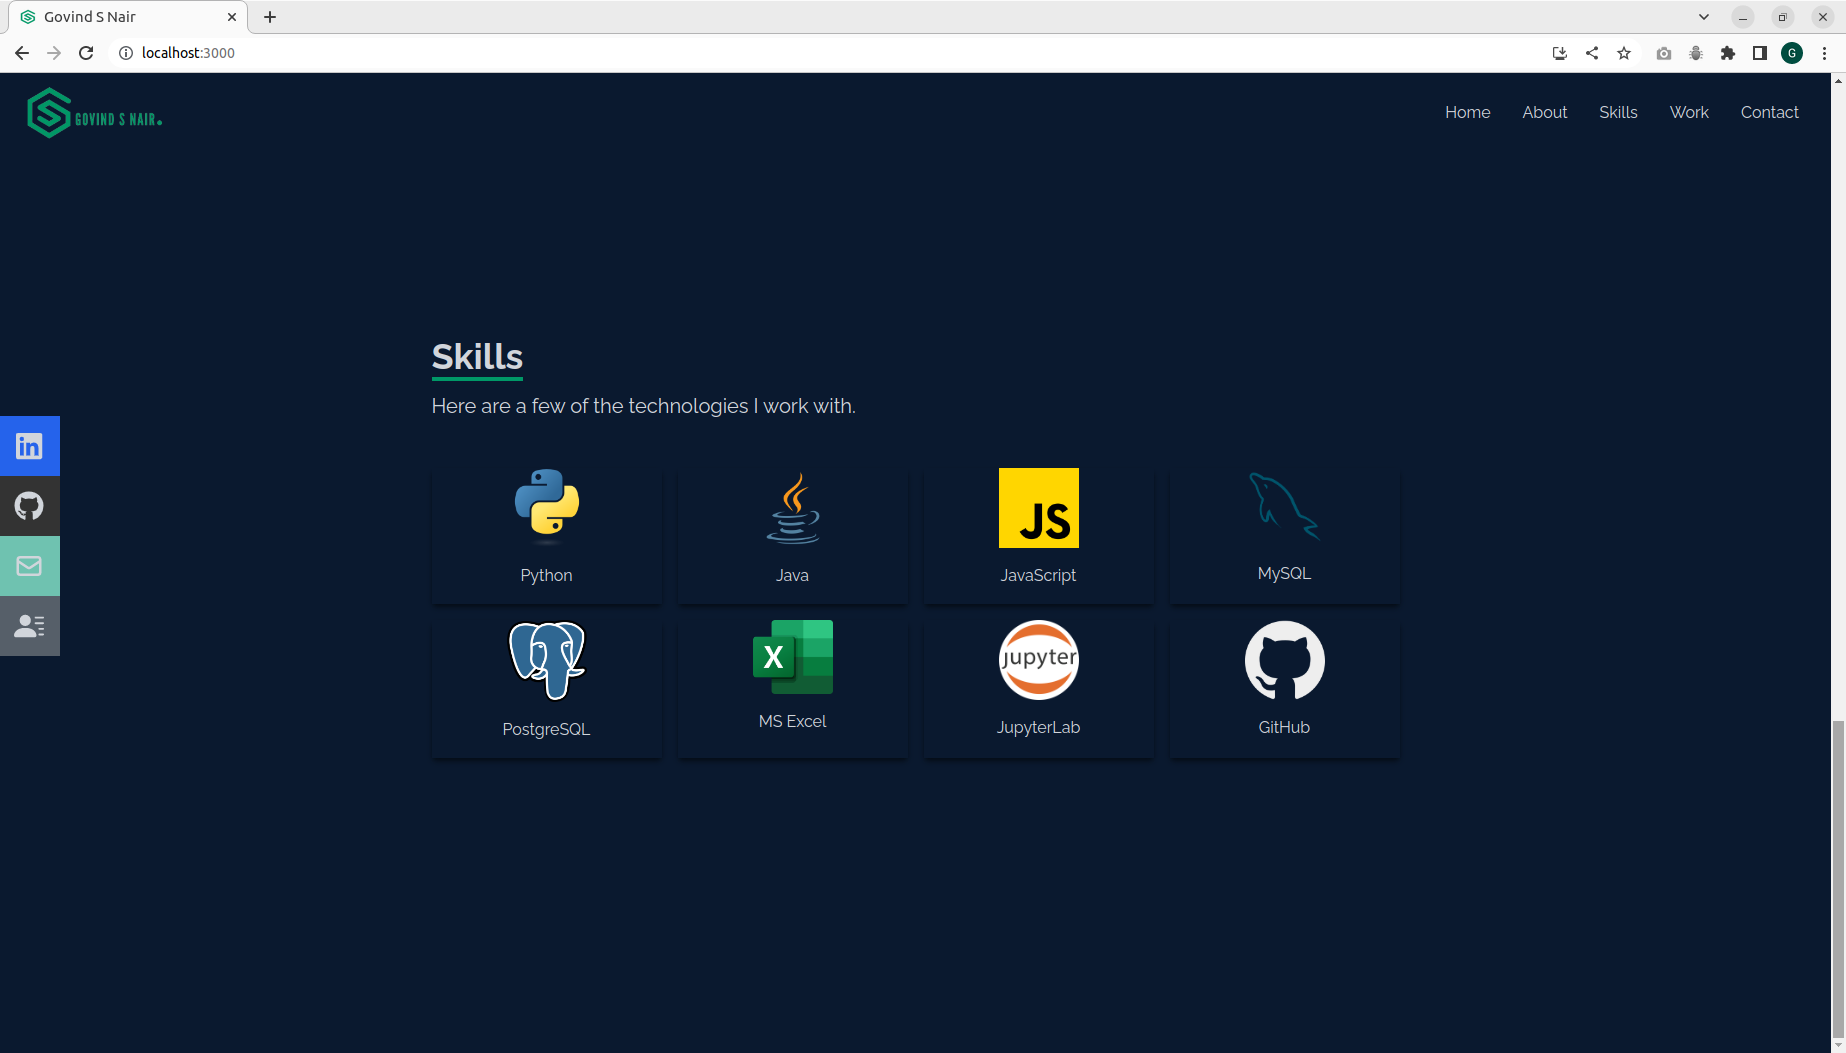 Govind S Nair
localhost:3000
G
GOVIND S NAIR.
Home About Skills Work Contact
Skills
Here are a few of the technologies I work with.
in
JS
Python Java JavaScript MySQL
X jupyter
PostgreSQL MS Excel JupyterLab GitHub